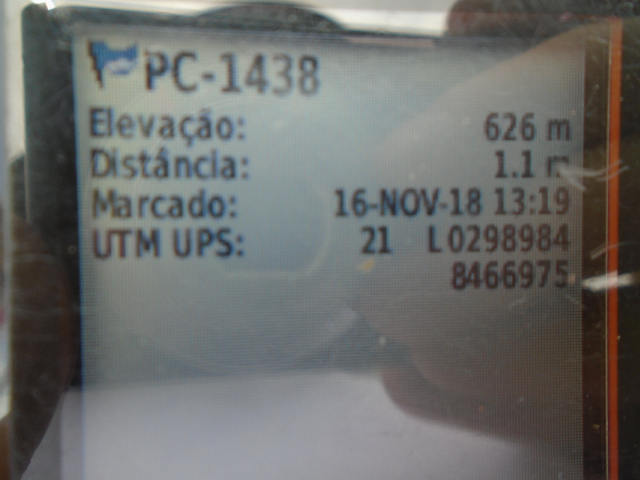 PC-1438
Elevação: 626 m
Distância: 1.1 m
Marcado: 16-NOV-18 13:19
UTM UPS: 21 L 0298984
8466975